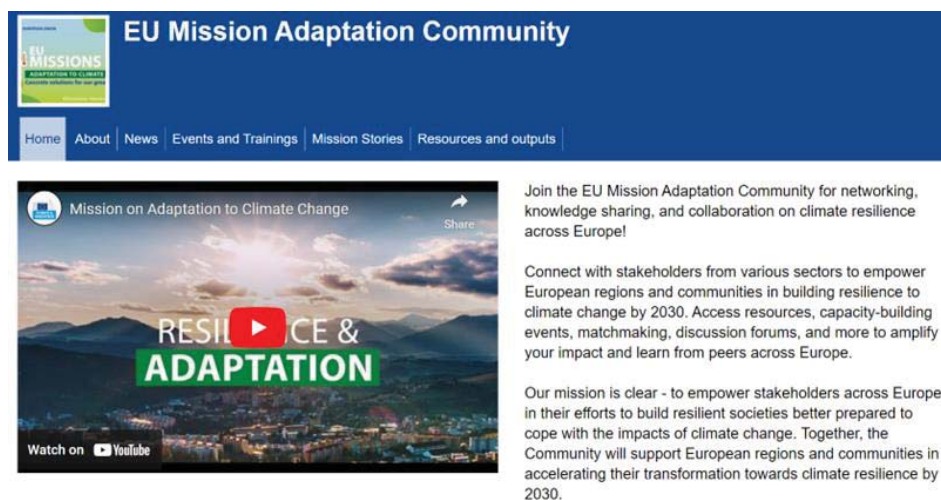 EU Mission Adaptation Community
EU
MISSIONS
ADAPTATION TO CLIMATE
Concrete solutions for our
Home
About
News
Events and Trainings
Mission Stories
Resources and outputs
Mission on Adaptation to Climate Change
Share
RESI CE &
ADAPTATION
Watch on YouTube
Join the EU Mission Adaptation Community for networking,
knowledge sharing, and collaboration on climate resilience
across Europe!
Connect with stakeholders from various sectors to empower
European regions and communities in building resilience to
climate change by 2030. Access resources, capacity-building
events, matchmaking, discussion forums, and more to amplify
your impact and learn from peers across Europe.
Our mission is clear - to empower stakeholders across Europe
in their efforts to build resilient societies better prepared to
cope with the impacts of climate change. Together, the
Community will support European regions and communities in
accelerating their transformation towards climate resilience by
2030.